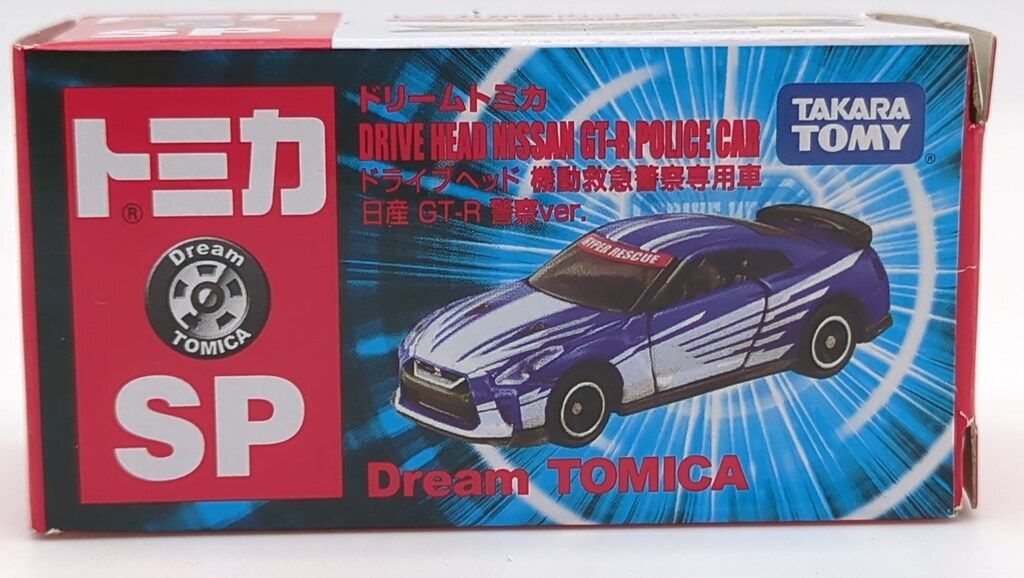 SP
トミカ
®
Dream
TOMICA
SP
ドリームトミカ
DRIVE HEAD NISSAN GT-R POLICE CAR
ドライブヘッド 機動救急警察専用車
日産 GT-R 警察ver.
TAKARA
TOMY
®
HYPER RESCUE
Dream TOMICA